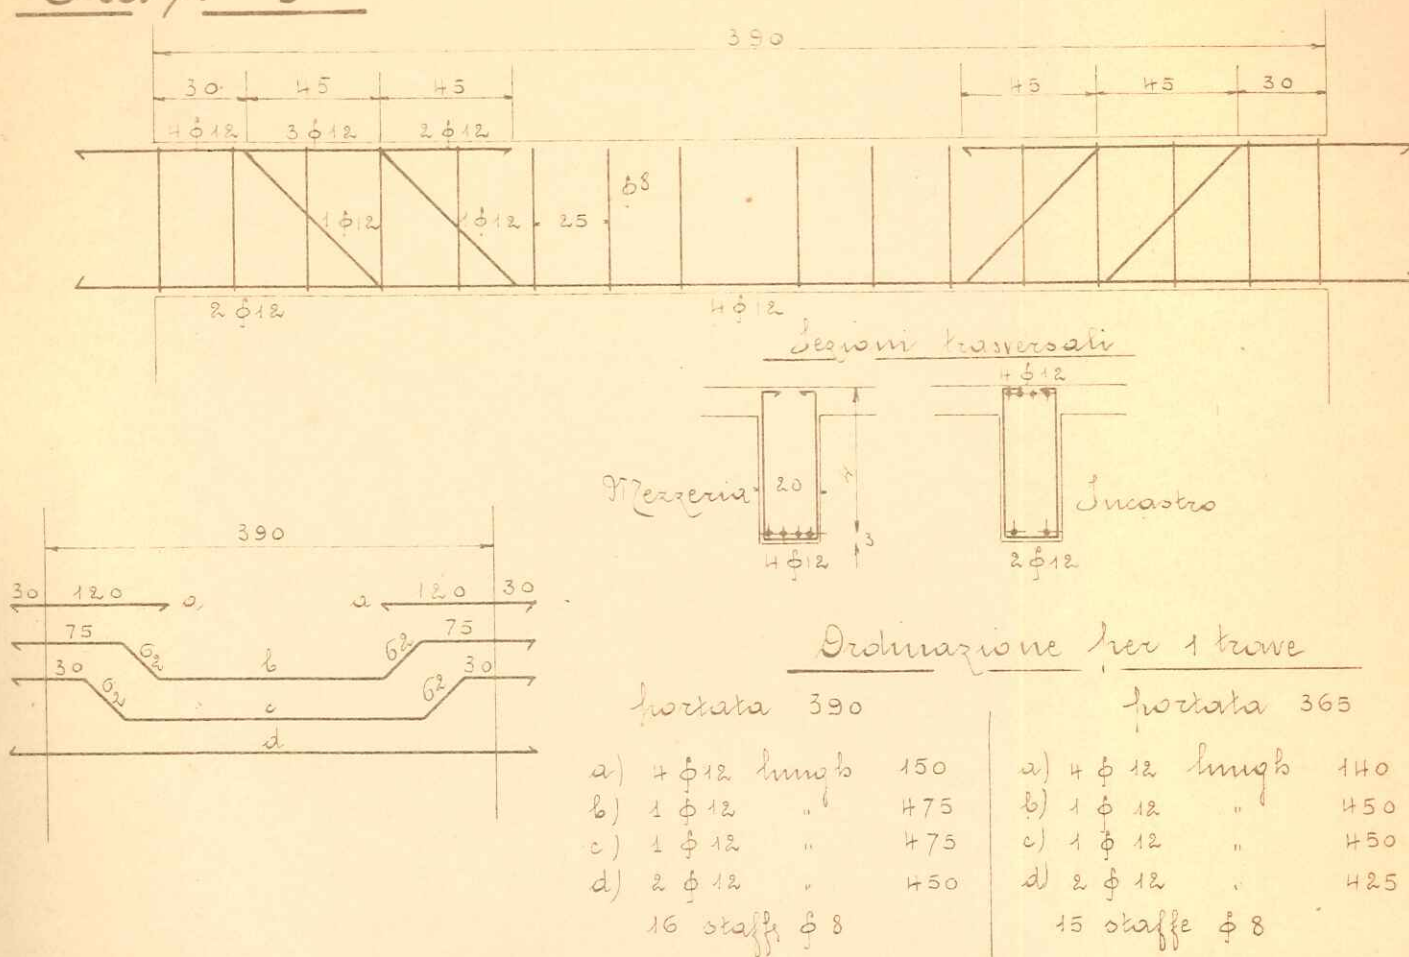 390
30 45 45 45 45 30
4 ϕ 12 3 ϕ 12 2 ϕ 12
ϕ8
1 ϕ 12 1 ϕ 12 25
2 ϕ 12 4 ϕ 12
Sezioni trasversali
4 ϕ 12
Mezzeria 20 Incastro
3
4 ϕ 12 2 ϕ 12
390
30 120 a a 120 30
75 62 b 62 75
30 62 c 62 30
d
Ordinazione per 1 trave
portata 390
a) 4 ϕ 12 lungh 150
b) 1 ϕ 12 " 475
c) 1 ϕ 12 " 475
d) 2 ϕ 12 " 450
16 staffe ϕ 8
portata 365
a) 4 ϕ 12 lungh 140
b) 1 ϕ 12 " 450
c) 1 ϕ 12 " 450
d) 2 ϕ 12 " 425
15 staffe ϕ 8